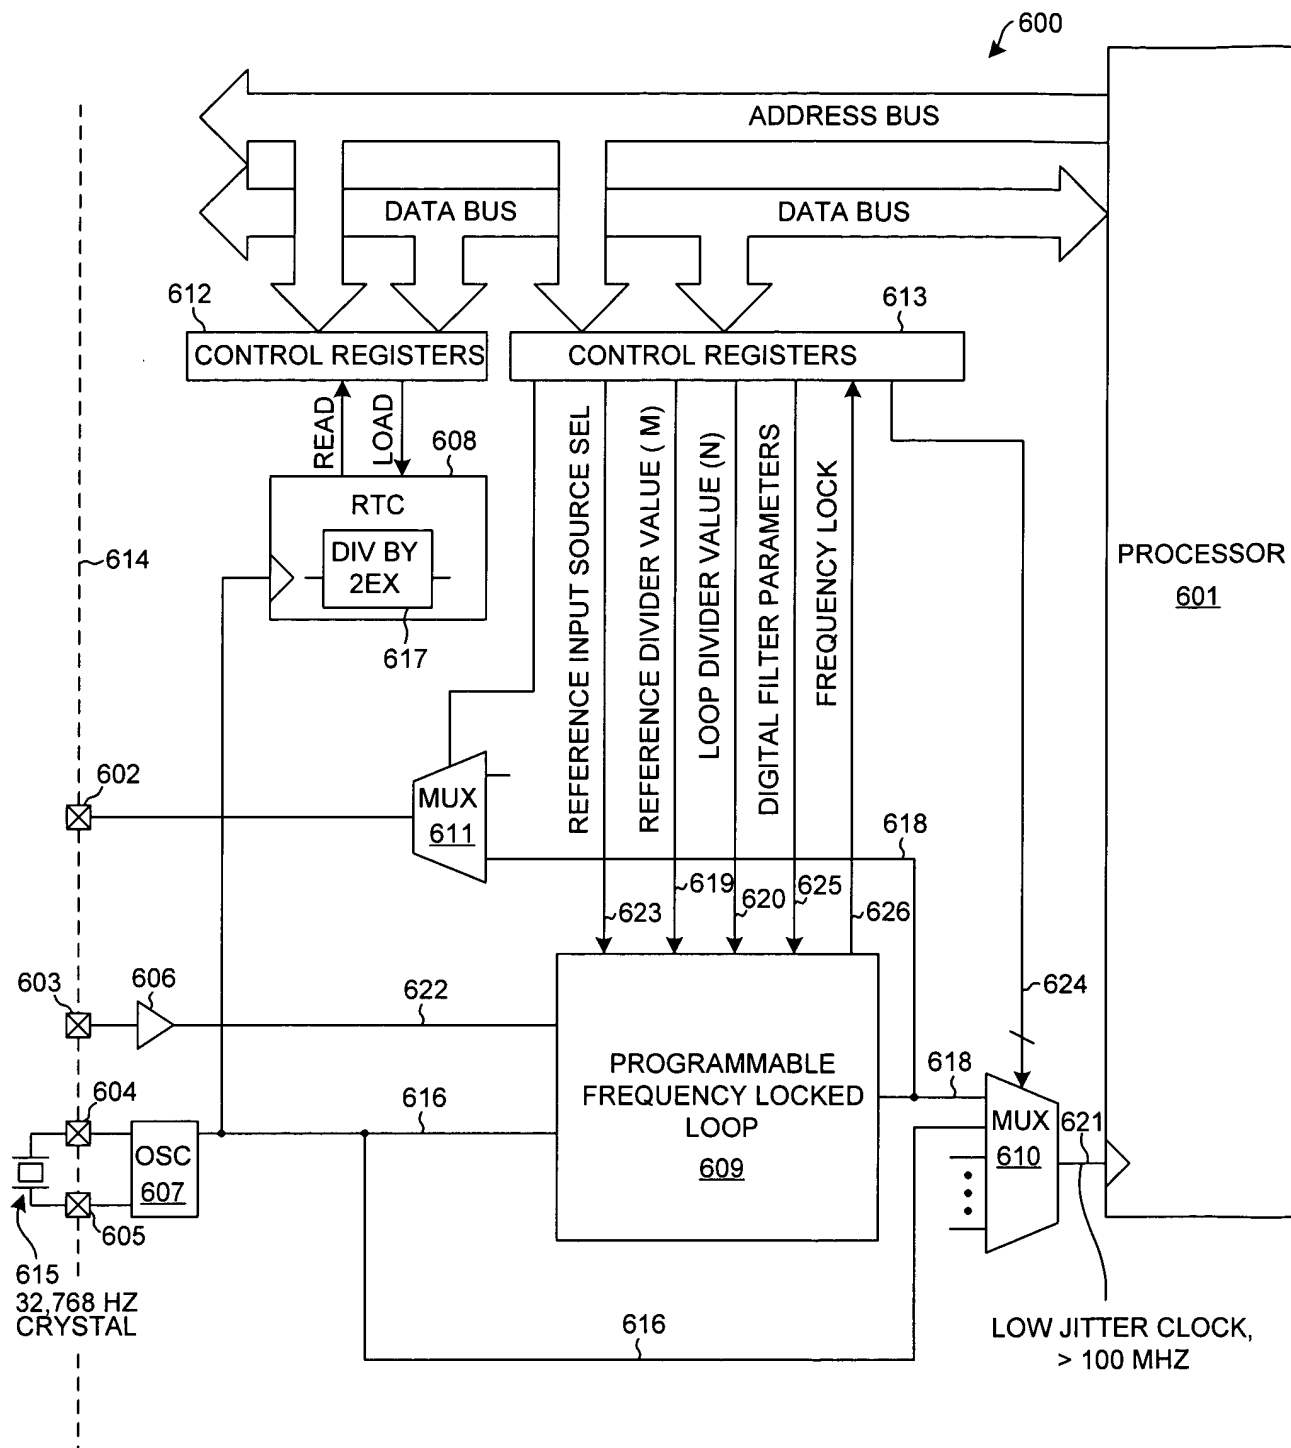 600
ADDRESS BUS
DATA BUS
DATA BUS
612
613
CONTROL REGISTERS
CONTROL REGISTERS
READ
LOAD
608
RTC
DIV BY
2EX
617
614
REFERENCE INPUT SOURCE SEL
REFERENCE DIVIDER VALUE ( M)
LOOP DIVIDER VALUE (N)
DIGITAL FILTER PARAMETERS
FREQUENCY LOCK
PROCESSOR
601
602
MUX
611
618
623
619
620
625
626
624
603
606
622
PROGRAMMABLE
FREQUENCY LOCKED
LOOP
609
618
604
616
OSC
607
605
MUX
610
621
615
32,768 HZ
CRYSTAL
616
LOW JITTER CLOCK,
> 100 MHZ